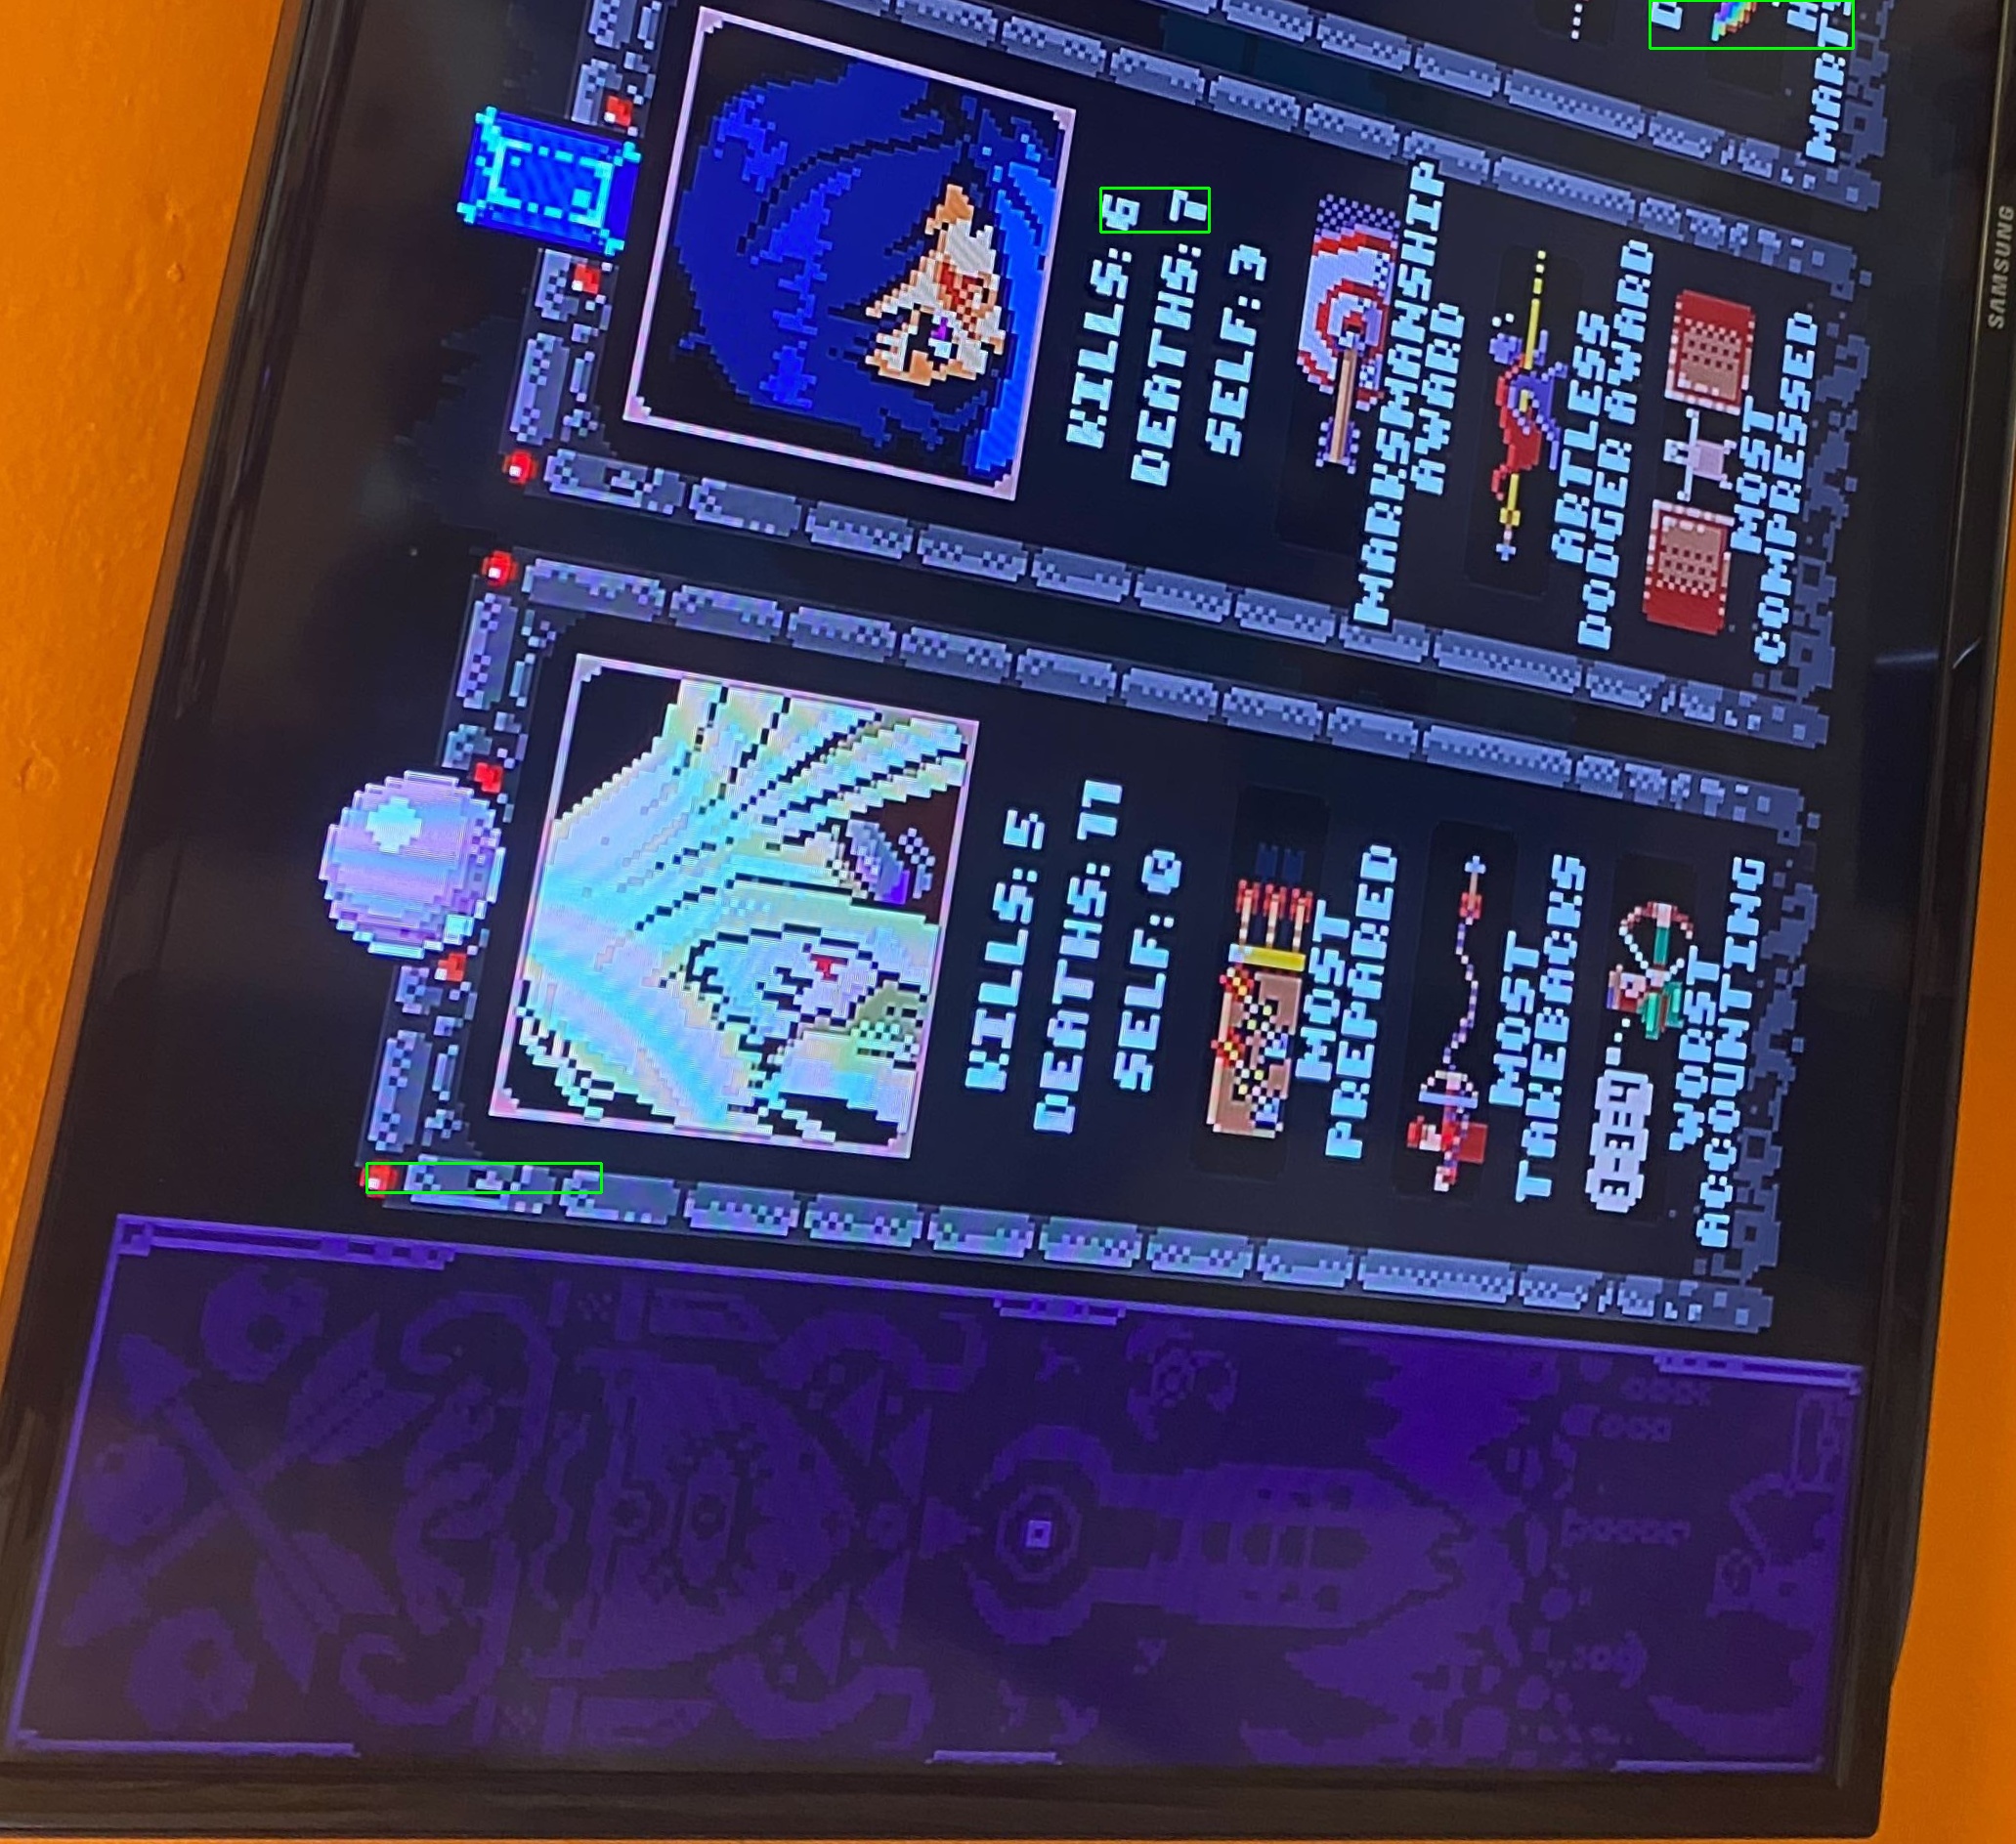 KILLS: 5
DEATHS: 11
SELF: 0
MOST
PREPARED
MOST
TAKEBACKS
WORST
ACCOUNTING
KILLS: 6
DEATHS: 7
SELF: 3
MARKSMANSHIP
AWARD
ARTLESS
DODGER AWARD
MOST
COMPRESSED
SAMSUNG